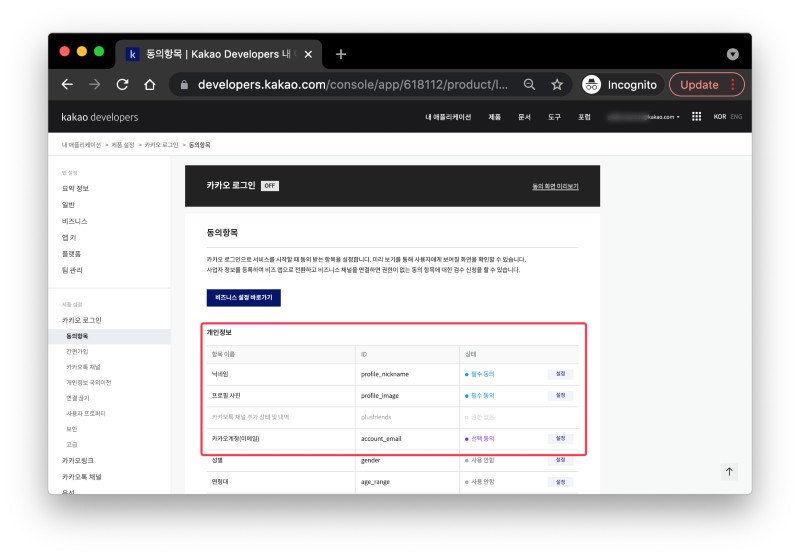 동의항목 | Kakao Developers 내
developers.kakao.com/console/app/618112/product/l...
Incognito
Update
kakao developers
내 애플리케이션 제품 문서 도구 포럼
kakao.com
KOR ENG
내 애플리케이션 > 제품 설정 > 카카오 로그인 > 동의항목
앱 설정
요약 정보
일반
비즈니스
앱 키
플랫폼
팀 관리
제품 설정
카카오 로그인
동의항목
간편가입
카카오톡 채널
개인정보 국외이전
연결 끊기
사용자 프로퍼티
보안
고급
카카오링크
카카오톡 채널
푸시
카카오 로그인 OFF
동의 화면 미리보기
동의항목
카카오 로그인으로 서비스를 시작할 때 동의 받는 항목을 설정합니다. 미리 보기를 통해 사용자에게 보여질 화면을 확인할 수 있습니다.
사업자 정보를 등록하여 비즈 앱으로 전환하고 비즈니스 채널을 연결하면 권한이 없는 동의 항목에 대한 검수 신청을 할 수 있습니다.
비즈니스 설정 바로가기
개인정보
항목 이름 ID 상태
닉네임 profile_nickname 필수 동의 설정
프로필 사진 profile_image 필수 동의 설정
카카오톡 채널 추가 상태 및 내역 plusfriends 권한 없음
카카오계정(이메일) account_email 선택 동의 설정
성별 gender 사용 안함 설정
연령대 age_range 사용 안함 설정